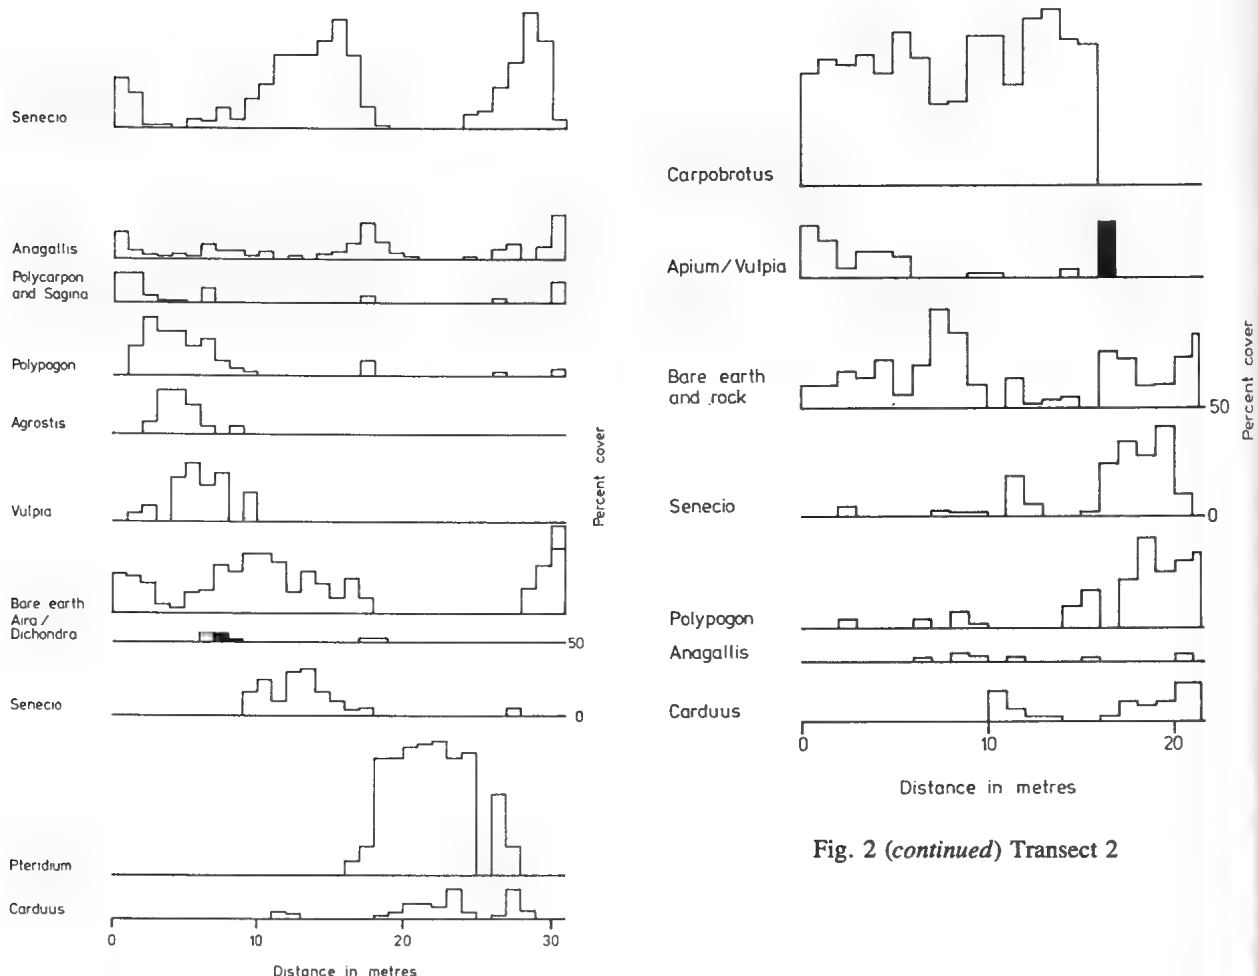 Senecio
Anagallis
Polycarpon
and Sagina
Polypogon
Agrostis
Vulpia
Bare earth
Aira /
Dichondra
Senecio
Pteridium
Carduus
50
0
Percent cover
0 10 20 30
Distance in metres
Carpobrotus
Apium/Vulpia
Bare earth
and rock
Senecio
Polypogon
Anagallis
Carduus
50
0
Percent cover
0 10 20
Distance in metres
Fig. 2 (continued) Transect 2